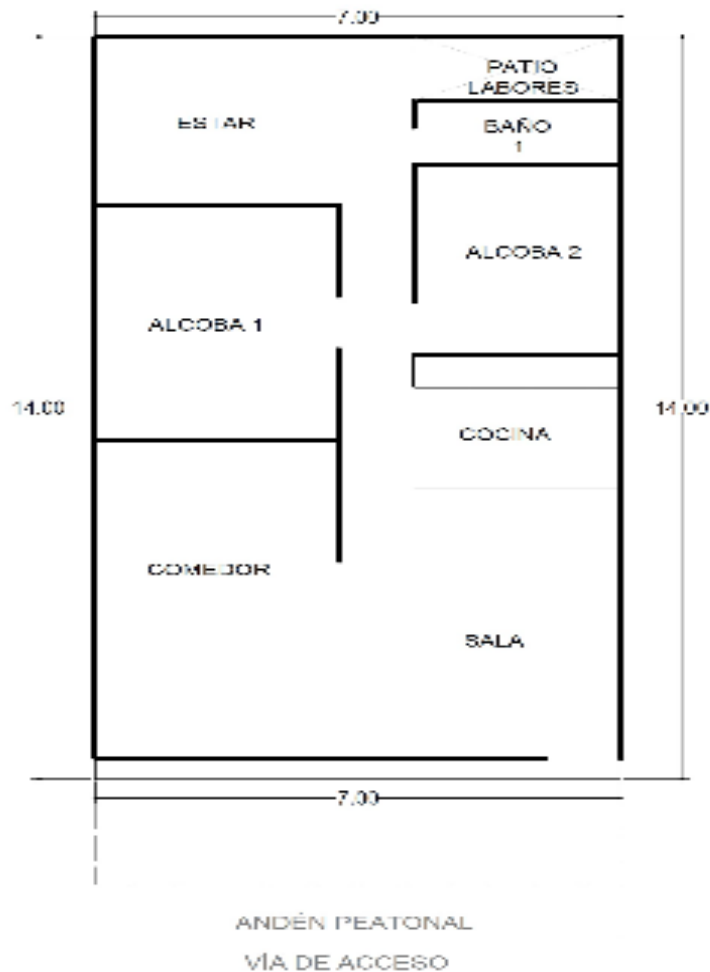 7.00
PATIO
LABORES
ESTAR
BAÑO
1
ALCOBA 2
ALCOBA 1
14.00
14.00
COCINA
COMEDOR
SALA
7.00
ANDÉN PEATONAL
VÍA DE ACCESO